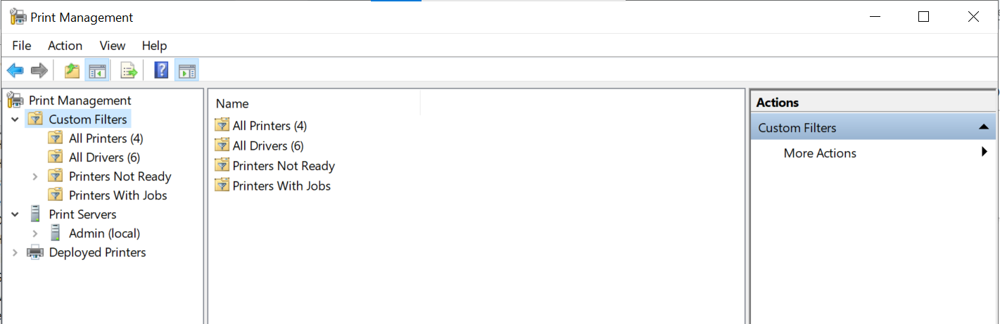 Print Management
File Action View Help
Print Management
Custom Filters
All Printers (4)
All Drivers (6)
Printers Not Ready
Printers With Jobs
Print Servers
Admin (local)
Deployed Printers
Name
All Printers (4)
All Drivers (6)
Printers Not Ready
Printers With Jobs
Actions
Custom Filters
More Actions